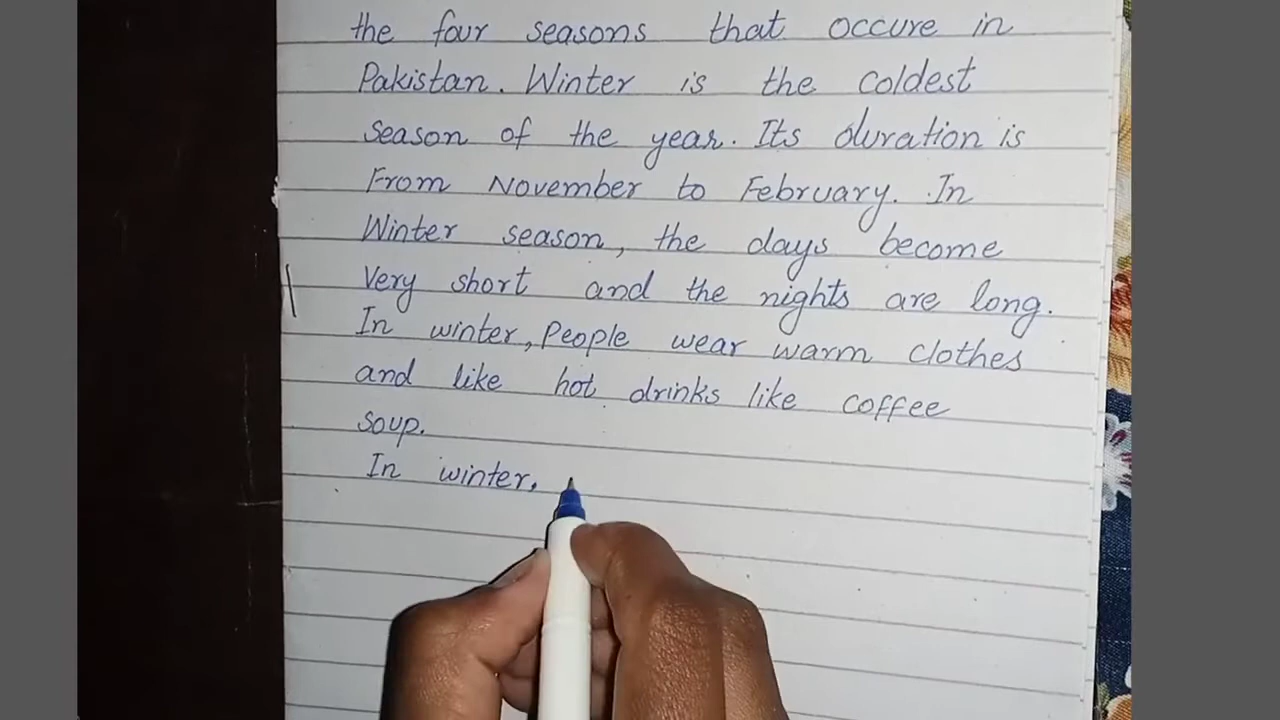 the four seasons that occure in
Pakistan. Winter is the coldest
season of the year. Its duration is
From November to February. In
Winter season, the days become
Very short and the nights are long.
In winter, People wear warm clothes
and like hot drinks like coffee
soup.
In winter,